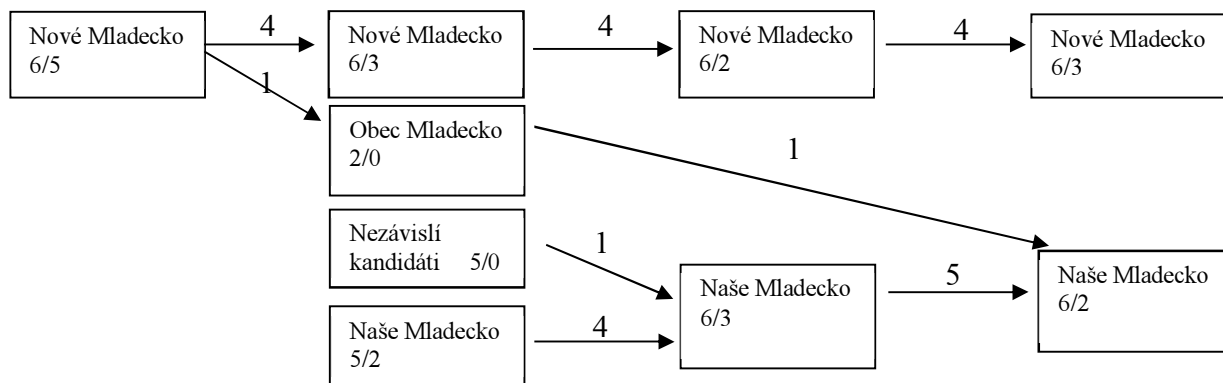 Nové Mladecko
6/5
4
1
Nové Mladecko
6/3
4
Nové Mladecko
6/2
4
Nové Mladecko
6/3
Obec Mladecko
2/0
1
Nezávislí
kandidáti 5/0
1
Naše Mladecko
5/2
4
Naše Mladecko
6/3
5
Naše Mladecko
6/2